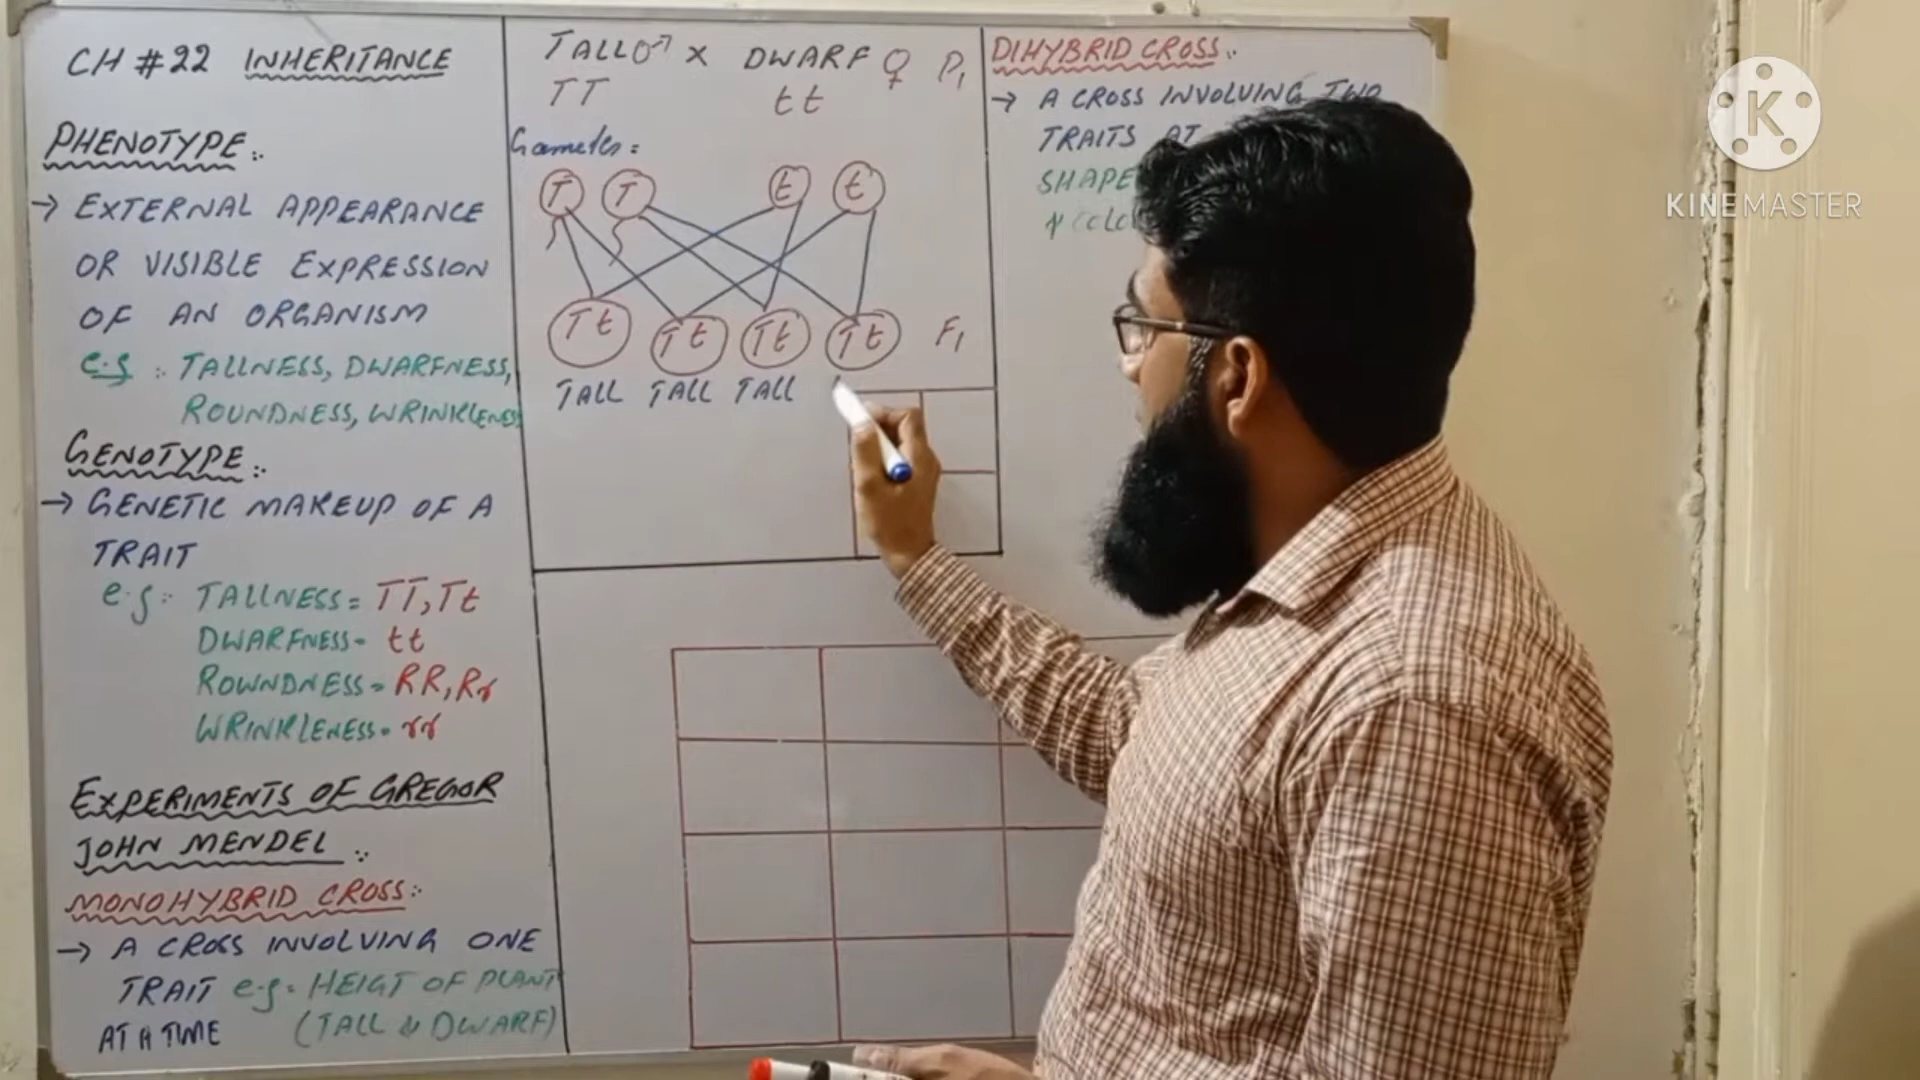 CH # 22 INHERITANCE
PHENOTYPE :.
→ EXTERNAL APPEARANCE
OR VISIBLE EXPRESSION
OF AN ORGANISM
e.g :. TALLNESS, DWARFNESS,
ROUNDNESS, WRINKLENESS
GENOTYPE :.
→ GENETIC MAKEUP OF A
TRAIT
e.g :. TALLNESS = TT, Tt
DWARFNESS = tt
ROWNDNESS = RR, Rr
WRINKLENESS = rr
EXPERIMENTS OF GREGOR
JOHN MENDEL :.
MONOHYBRID CROSS :.
→ A CROSS INVOLVING ONE
TRAIT e.g = HEIGT OF PLANT
AT A TIME (TALL & DWARF)
TALL ♂ X DWARF ♀ P1
TT tt
Gametes :
T T t t
Tt Tt Tt Tt F1
TALL TALL TALL
DIHYBRID CROSS :.
→ A CROSS INVOLVING TWO
TRAITS AT
SHAPE
K
KINEMASTER